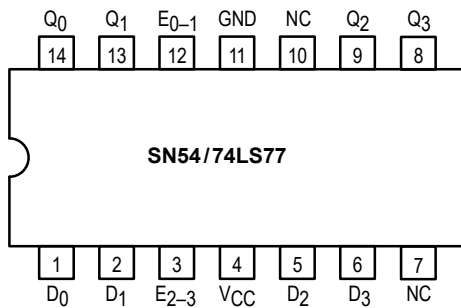 Q0 Q1 E0–1 GND NC Q2 Q3
14 13 12 11 10 9 8
SN54/74LS77
1 2 3 4 5 6 7
D0 D1 E2–3 VCC D2 D3 NC